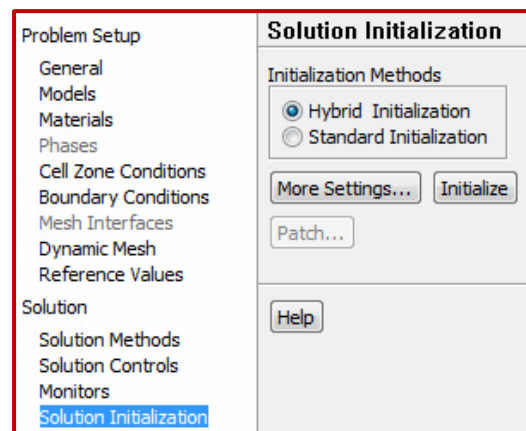 Problem Setup
General
Models
Materials
Phases
Cell Zone Conditions
Boundary Conditions
Mesh Interfaces
Dynamic Mesh
Reference Values
Solution
Solution Methods
Solution Controls
Monitors
Solution Initialization
Solution Initialization
Initialization Methods
Hybrid Initialization
Standard Initialization
More Settings... Initialize
Patch...
Help